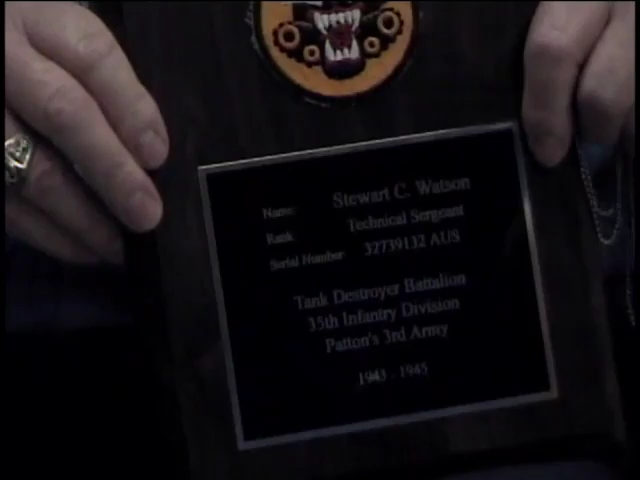 Name: Stewart C. Watson
Rank Technical Sergeant
Serial Number 32739132 AUS
Tank Destroyer Battalion
35th Infantry Division
Patton's 3rd Army
1943 - 1945